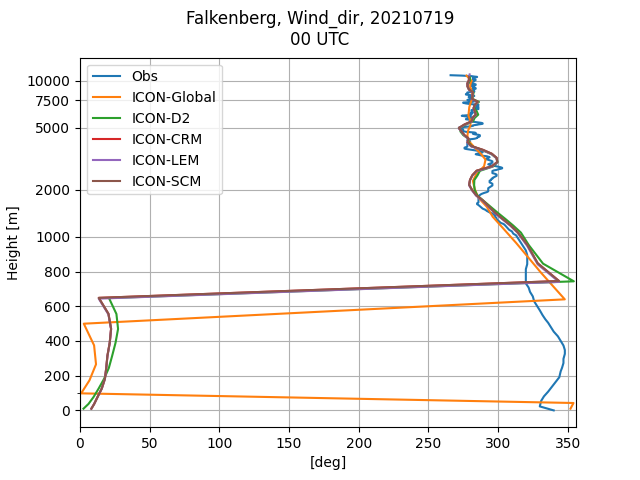 Falkenberg, Wind_dir, 20210719
00 UTC
Obs
ICON-Global
ICON-D2
ICON-CRM
ICON-LEM
ICON-SCM
Height [m]
10000
7500
5000
2000
1000
800
600
400
200
0
0 50 100 150 200 250 300 350
[deg]